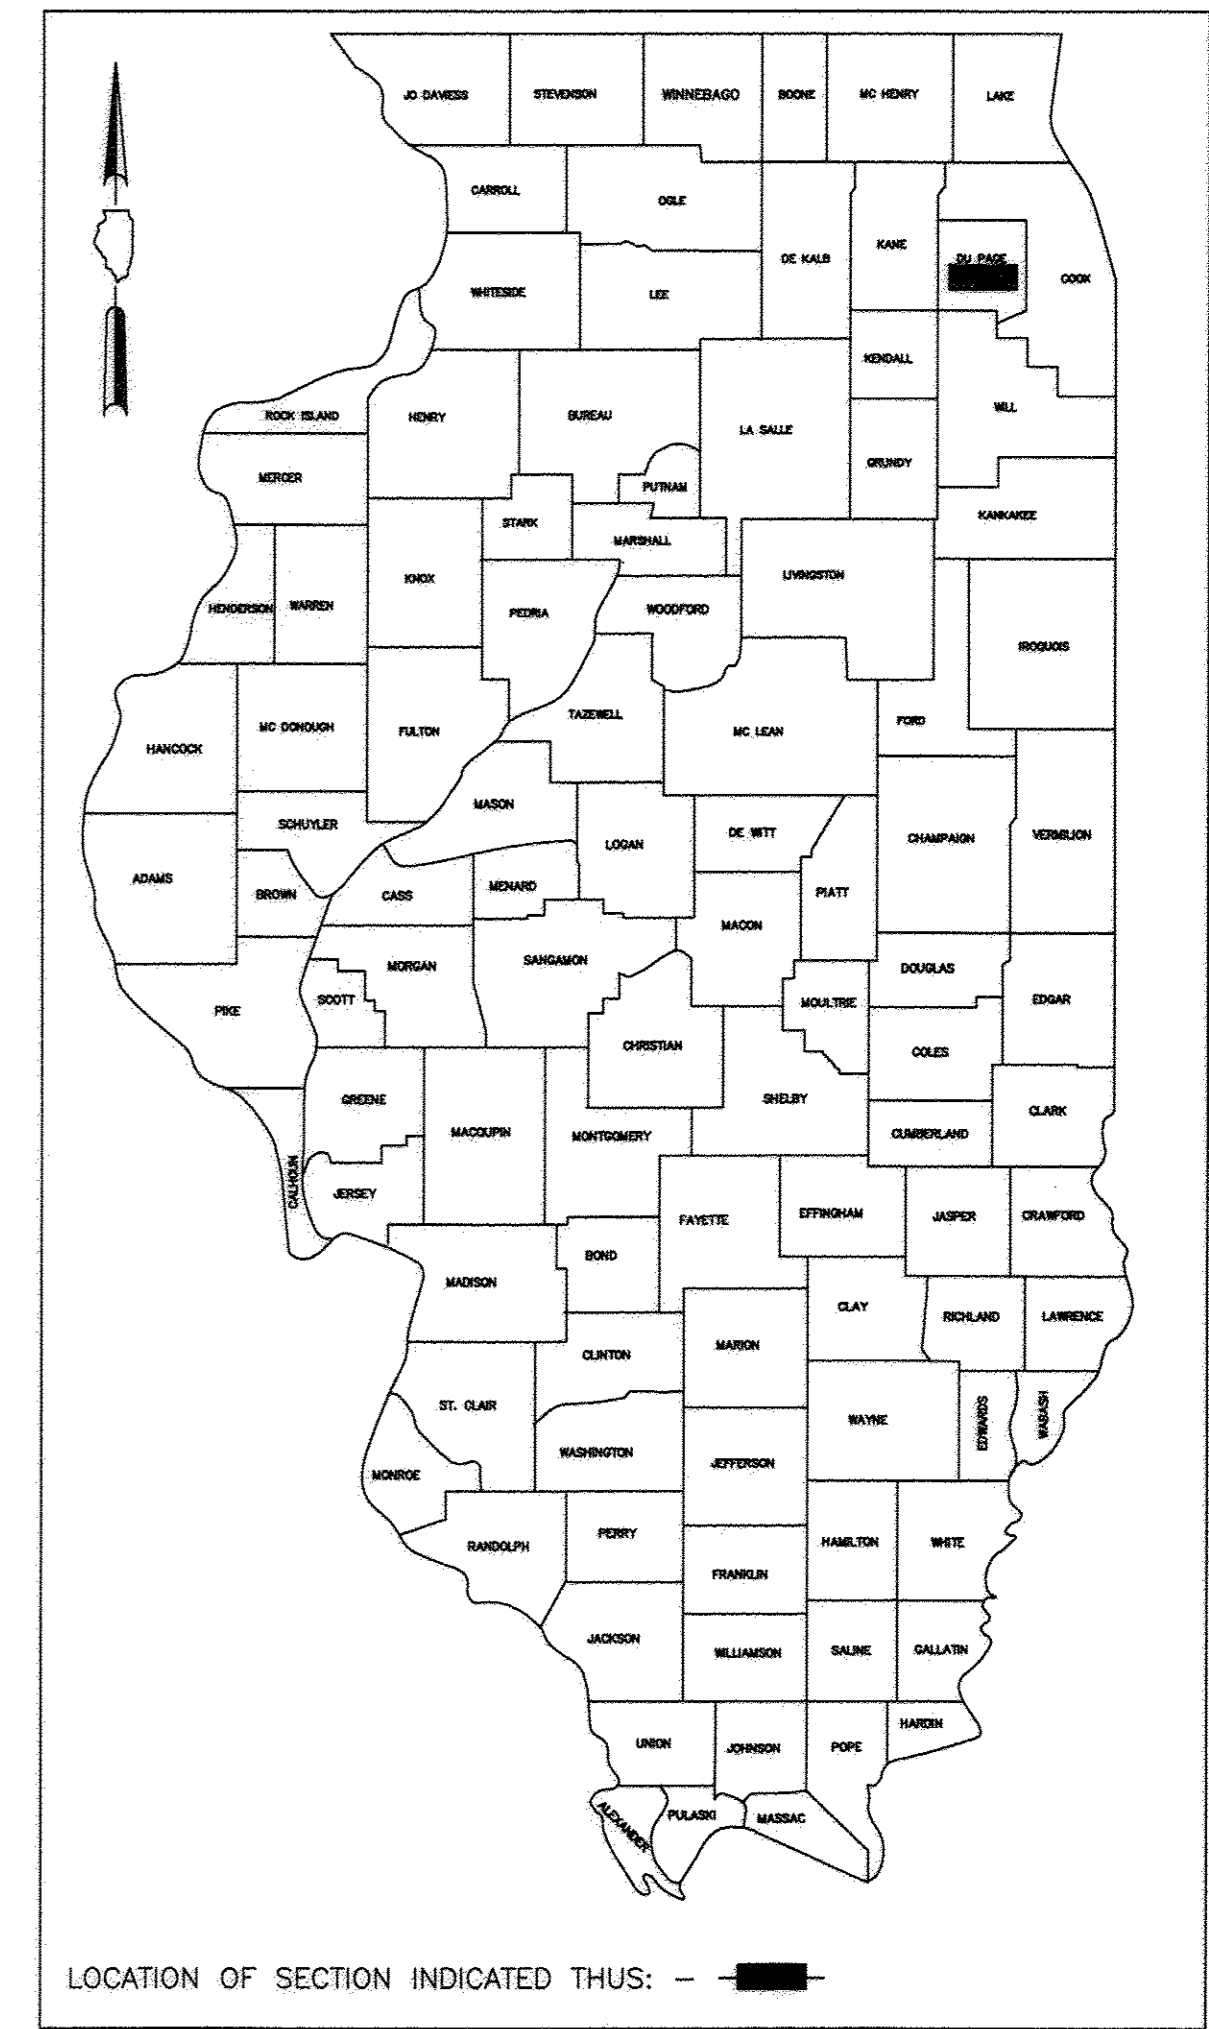 JO DAVIESS
STEVENSON
WINNEBAGO
BOONE
MC HENRY
LAKE
CARROLL
OGLE
DE KALB
KANE
DU PAGE
COOK
WHITESIDE
LEE
KENDALL
ROCK ISLAND
HENRY
BUREAU
LA SALLE
WILL
GRUNDY
MERCER
PUTNAM
KANKAKEE
STARK
MARSHALL
LIVINGSTON
KNOX
HENDERSON
WARREN
PEORIA
WOODFORD
IROQUOIS
TAZEWELL
FORD
HANCOCK
MC DONOUGH
FULTON
MC LEAN
MASON
SCHUYLER
LOGAN
DE WITT
CHAMPAIGN
VERMILION
ADAMS
BROWN
CASS
MENARD
PIATT
MACON
MORGAN
SANGAMON
DOUGLAS
EDGAR
PIKE
SCOTT
MOULTRIE
CHRISTIAN
COLES
GREENE
SHELBY
CLARK
MACOUPIN
MONTGOMERY
CUMBERLAND
CALHOUN
JERSEY
FAYETTE
EFFINGHAM
JASPER
CRAWFORD
BOND
MADISON
CLAY
RICHLAND
LAWRENCE
MARION
CLINTON
ST. CLAIR
WAYNE
EDWARDS
WABASH
WASHINGTON
JEFFERSON
MONROE
RANDOLPH
PERRY
HAMILTON
WHITE
FRANKLIN
JACKSON
WILLIAMSON
SALINE
GALLATIN
HARDIN
UNION
JOHNSON
POPE
ALEXANDER
PULASKI
MASSAC
LOCATION OF SECTION INDICATED THUS: –